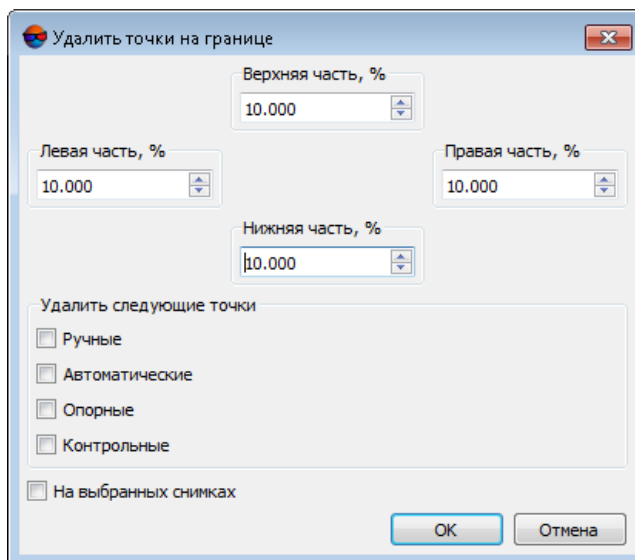 Удалить точки на границе
Верхняя часть, %
10.000
Левая часть, %
Правая часть, %
10.000
10.000
Нижняя часть, %
10.000
Удалить следующие точки
Ручные
Автоматические
Опорные
Контрольные
На выбранных снимках
OK
Отмена